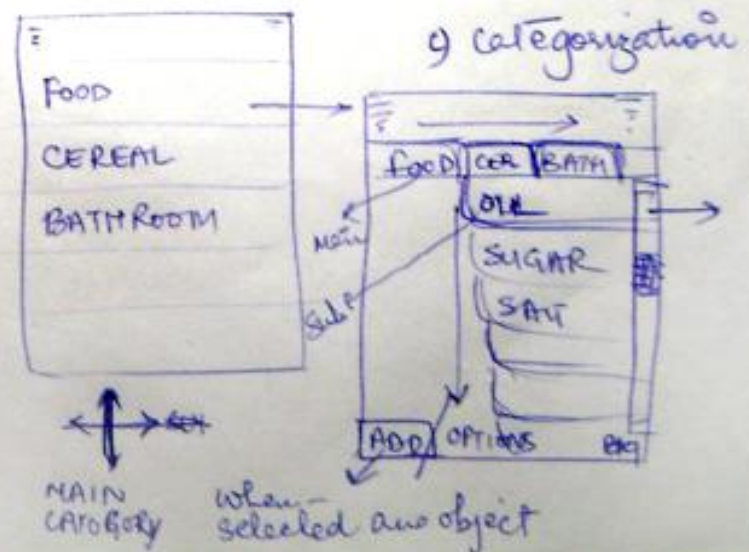 c) categorization
FOOD
CEREAL
BATHROOM
FOOD CER BATH
OIL
SUGAR
SALT
Main
Sub
ADD OPTIONS
MAIN
CATOGORY
when
selected an object